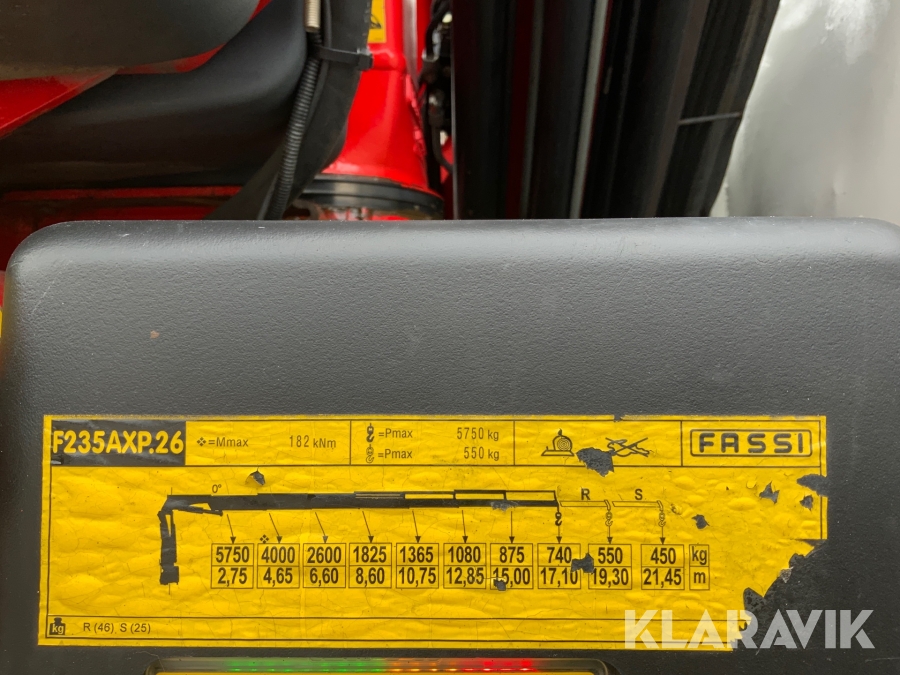 F235AXP.26
=Mmax 182 kNm
=Pmax 5750 kg
=Pmax 550 kg
FASSI
0°
R S
5750 4000 2600 1825 1365 1080 875 740 550 450 kg
2,75 4,65 6,60 8,60 10,75 12,85 15,00 17,10 19,30 21,45 m
kg R (46) S (25)
KLARAVIK